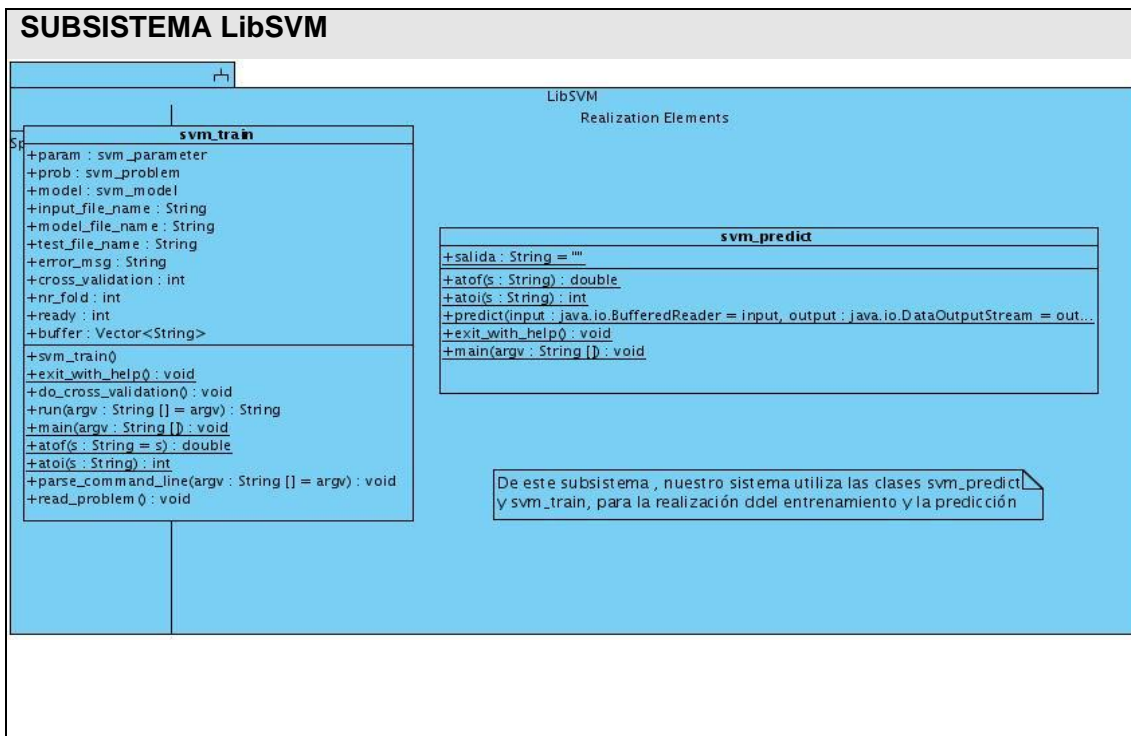 SUBSISTEMA LibSVM
LibSVM
Realization Elements
Sp
svm_train
+param : svm_parameter
+prob : svm_problem
+model : svm_model
+input_file_name : String
+model_file_name : String
+test_file_name : String
+error_msg : String
+cross_validation : int
+nr_fold : int
+ready : int
+buffer : Vector<String>
+svm_train()
+exit_with_help() : void
+do_cross_validation() : void
+run(argv : String [] = argv) : String
+main(argv : String []) : void
+atof(s : String = s) : double
+atoi(s : String) : int
+parse_command_line(argv : String [] = argv) : void
+read_problem () : void
svm_predict
+salida : String = ""
+atof(s : String) : double
+atoi(s : String) : int
+predict(input : java.io.BufferedReader = input, output : java.io.DataOutputStream = out...
+exit_with_help() : void
+main(argv : String []) : void
De este subsistema , nuestro sistema utiliza las clases svm_predict
y svm_train, para la realización ddel entrenamiento y la predicción